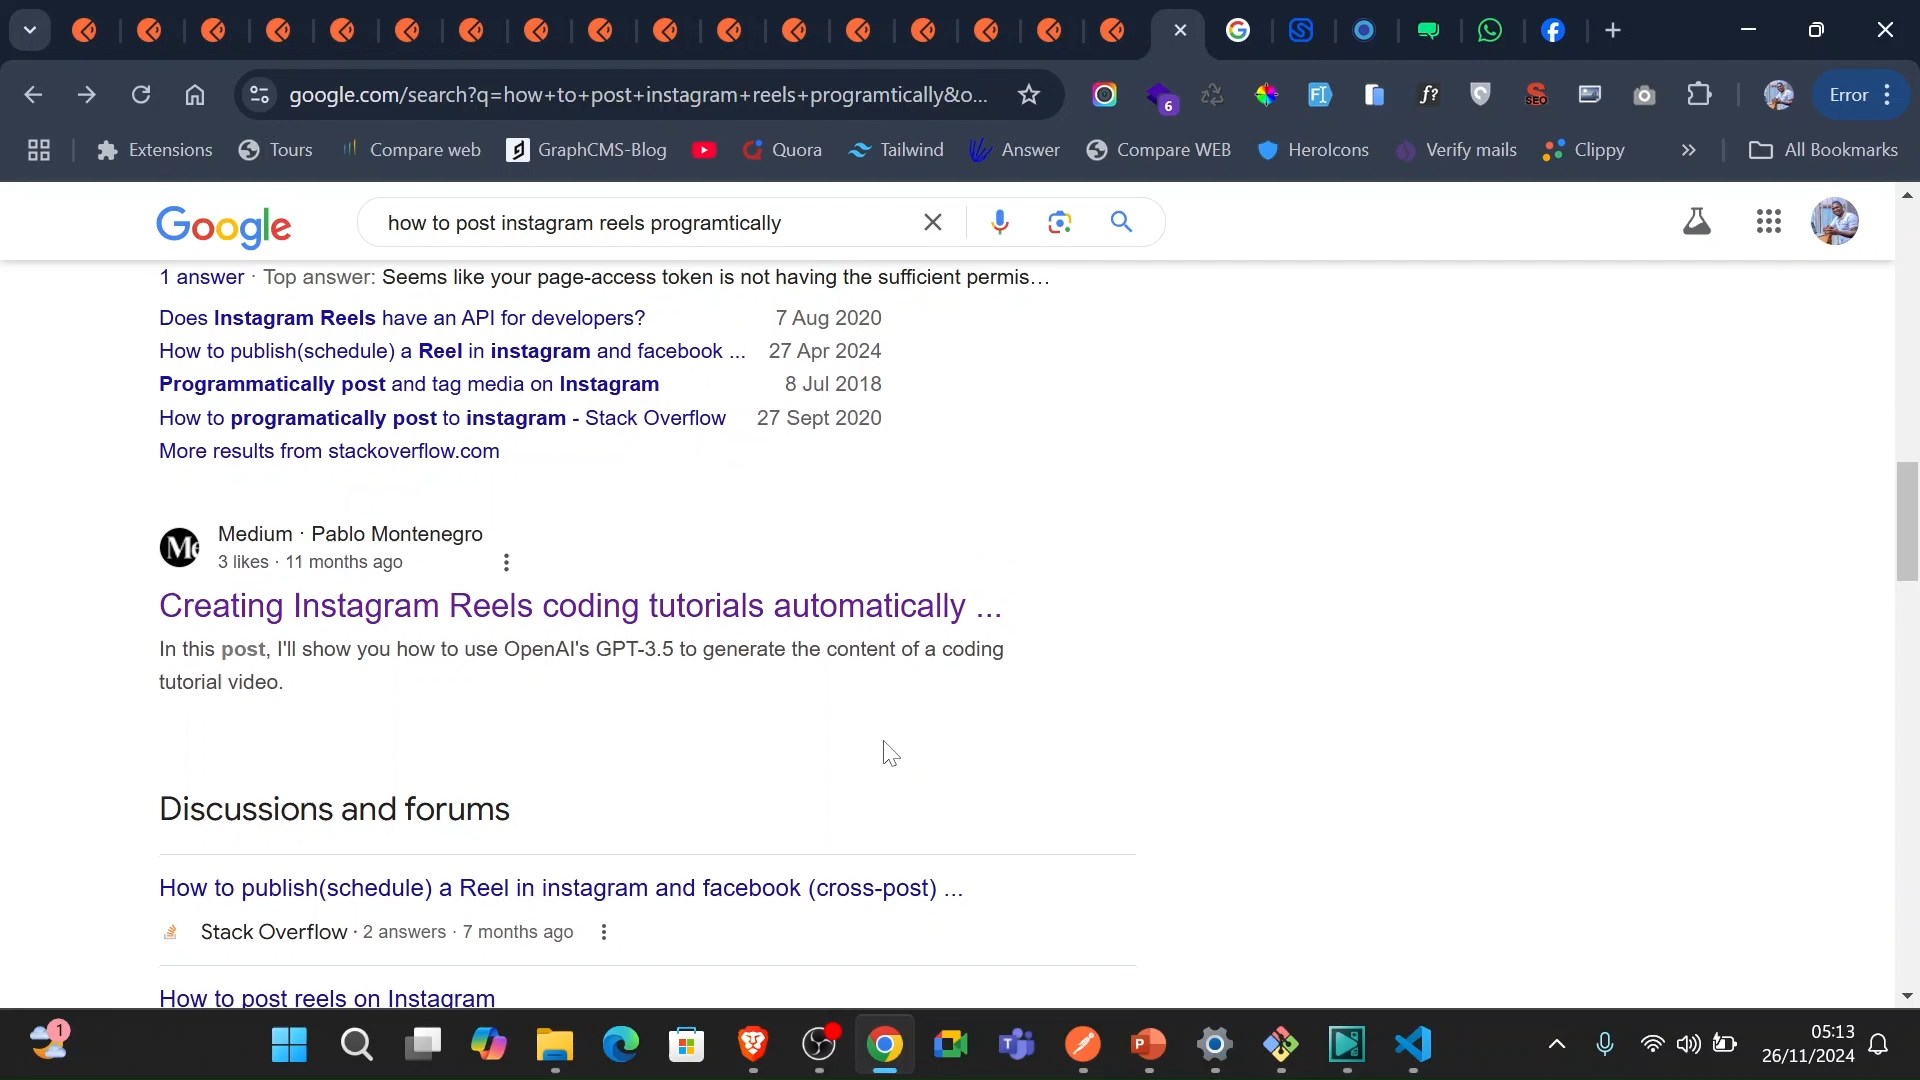 google.com/search?q=how+to+post+instagram+reels+programtically&o...
6
f?
SEO
Error
Extensions
Tours
Compare web
GraphCMS-Blog
Quora
Tailwind
Answer
Compare WEB
HeroIcons
Verify mails
Clippy
All Bookmarks
Google
how to post instagram reels programtically
1 answer · Top answer: Seems like your page-access token is not having the sufficient permis...
Does Instagram Reels have an API for developers? 7 Aug 2020
How to publish(schedule) a Reel in instagram and facebook ... 27 Apr 2024
Programmatically post and tag media on Instagram 8 Jul 2018
How to programatically post to instagram - Stack Overflow 27 Sept 2020
More results from stackoverflow.com
Medium · Pablo Montenegro
3 likes · 11 months ago
Creating Instagram Reels coding tutorials automatically ...
In this post, I'll show you how to use OpenAI's GPT-3.5 to generate the content of a coding
tutorial video.
Discussions and forums
How to publish(schedule) a Reel in instagram and facebook (cross-post) ...
Stack Overflow · 2 answers · 7 months ago
How to post reels on Instagram
1
05:13
26/11/2024